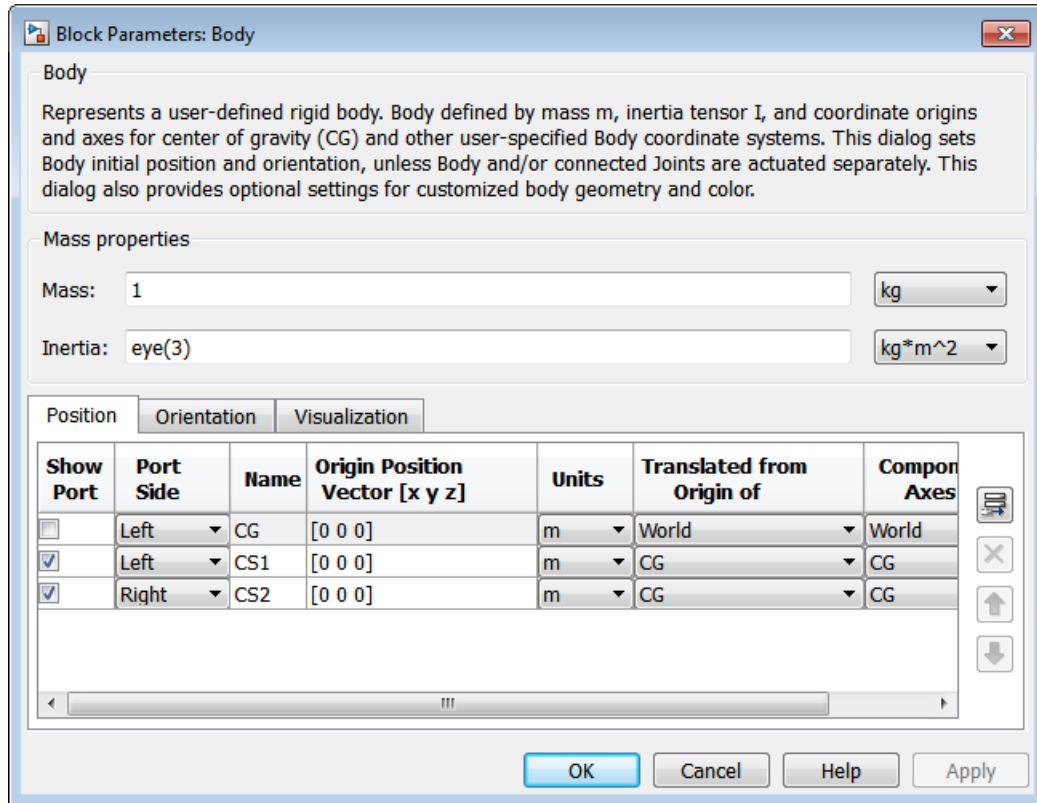 Block Parameters: Body
Body
Represents a user-defined rigid body. Body defined by mass m, inertia tensor I, and coordinate origins
and axes for center of gravity (CG) and other user-specified Body coordinate systems. This dialog sets
Body initial position and orientation, unless Body and/or connected Joints are actuated separately. This
dialog also provides optional settings for customized body geometry and color.
Mass properties
Mass: 1 kg
Inertia: eye(3) kg*m^2
Position Orientation Visualization
Show Port Port Side Name Origin Position Vector [x y z] Units Translated from Origin of Compon Axes
Left CG [0 0 0] m World World
Left CS1 [0 0 0] m CG CG
Right CS2 [0 0 0] m CG CG
OK Cancel Help Apply